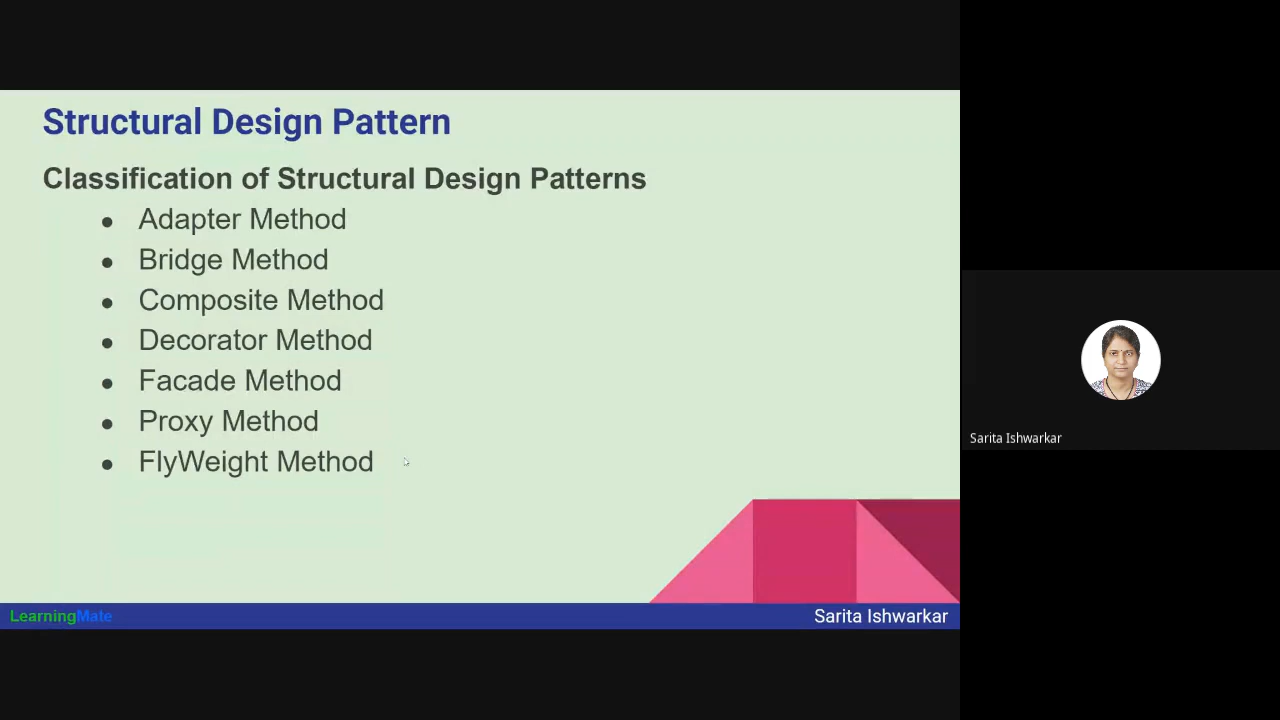 Structural Design Pattern
Classification of Structural Design Patterns
● Adapter Method
● Bridge Method
● Composite Method
● Decorator Method
● Facade Method
● Proxy Method
● FlyWeight Method
LearningMate
Sarita Ishwarkar
Sarita Ishwarkar